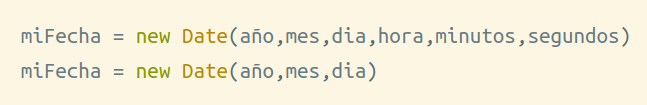 miFecha = new Date(año,mes,dia,hora,minutos,segundos)
miFecha = new Date(año,mes,dia)